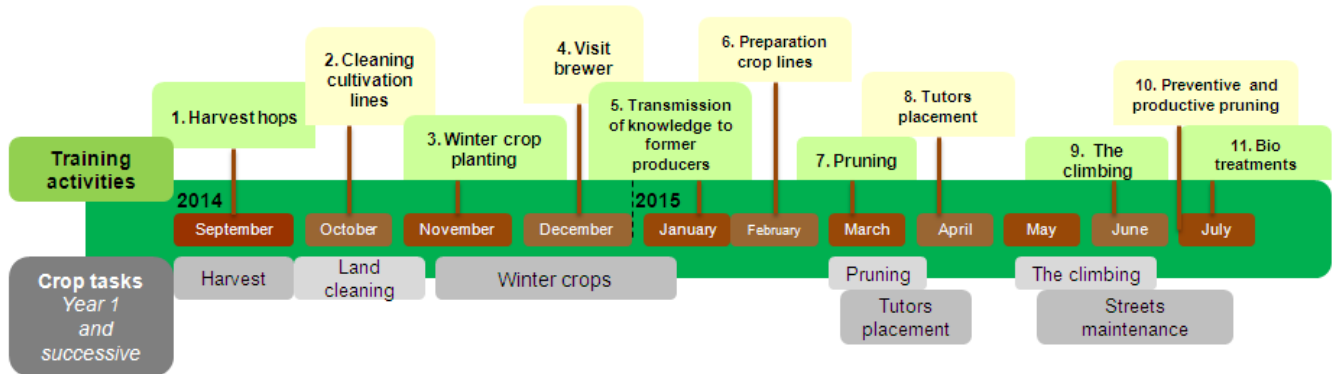 1. Harvest hops
2. Cleaning
cultivation
lines
3. Winter crop
planting
4. Visit
brewer
5. Transmission
of knowledge to
former
producers
6. Preparation
crop lines
7. Pruning
8. Tutors
placement
9. The
climbing
10. Preventive and
productive pruning
11. Bio
treatments
Training
activities
2014
2015
September
October
November
December
January
February
March
April
May
June
July
Crop tasks
Year 1
and
successive
Harvest
Land
cleaning
Winter crops
Pruning
Tutors
placement
The climbing
Streets
maintenance